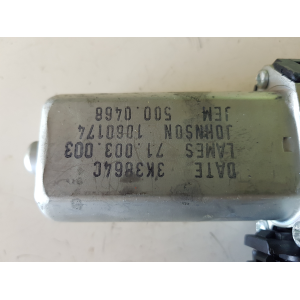 DATE 3K3864C
LAMES 71.003.003
JOHNSON 1060174
JEM 500.0468